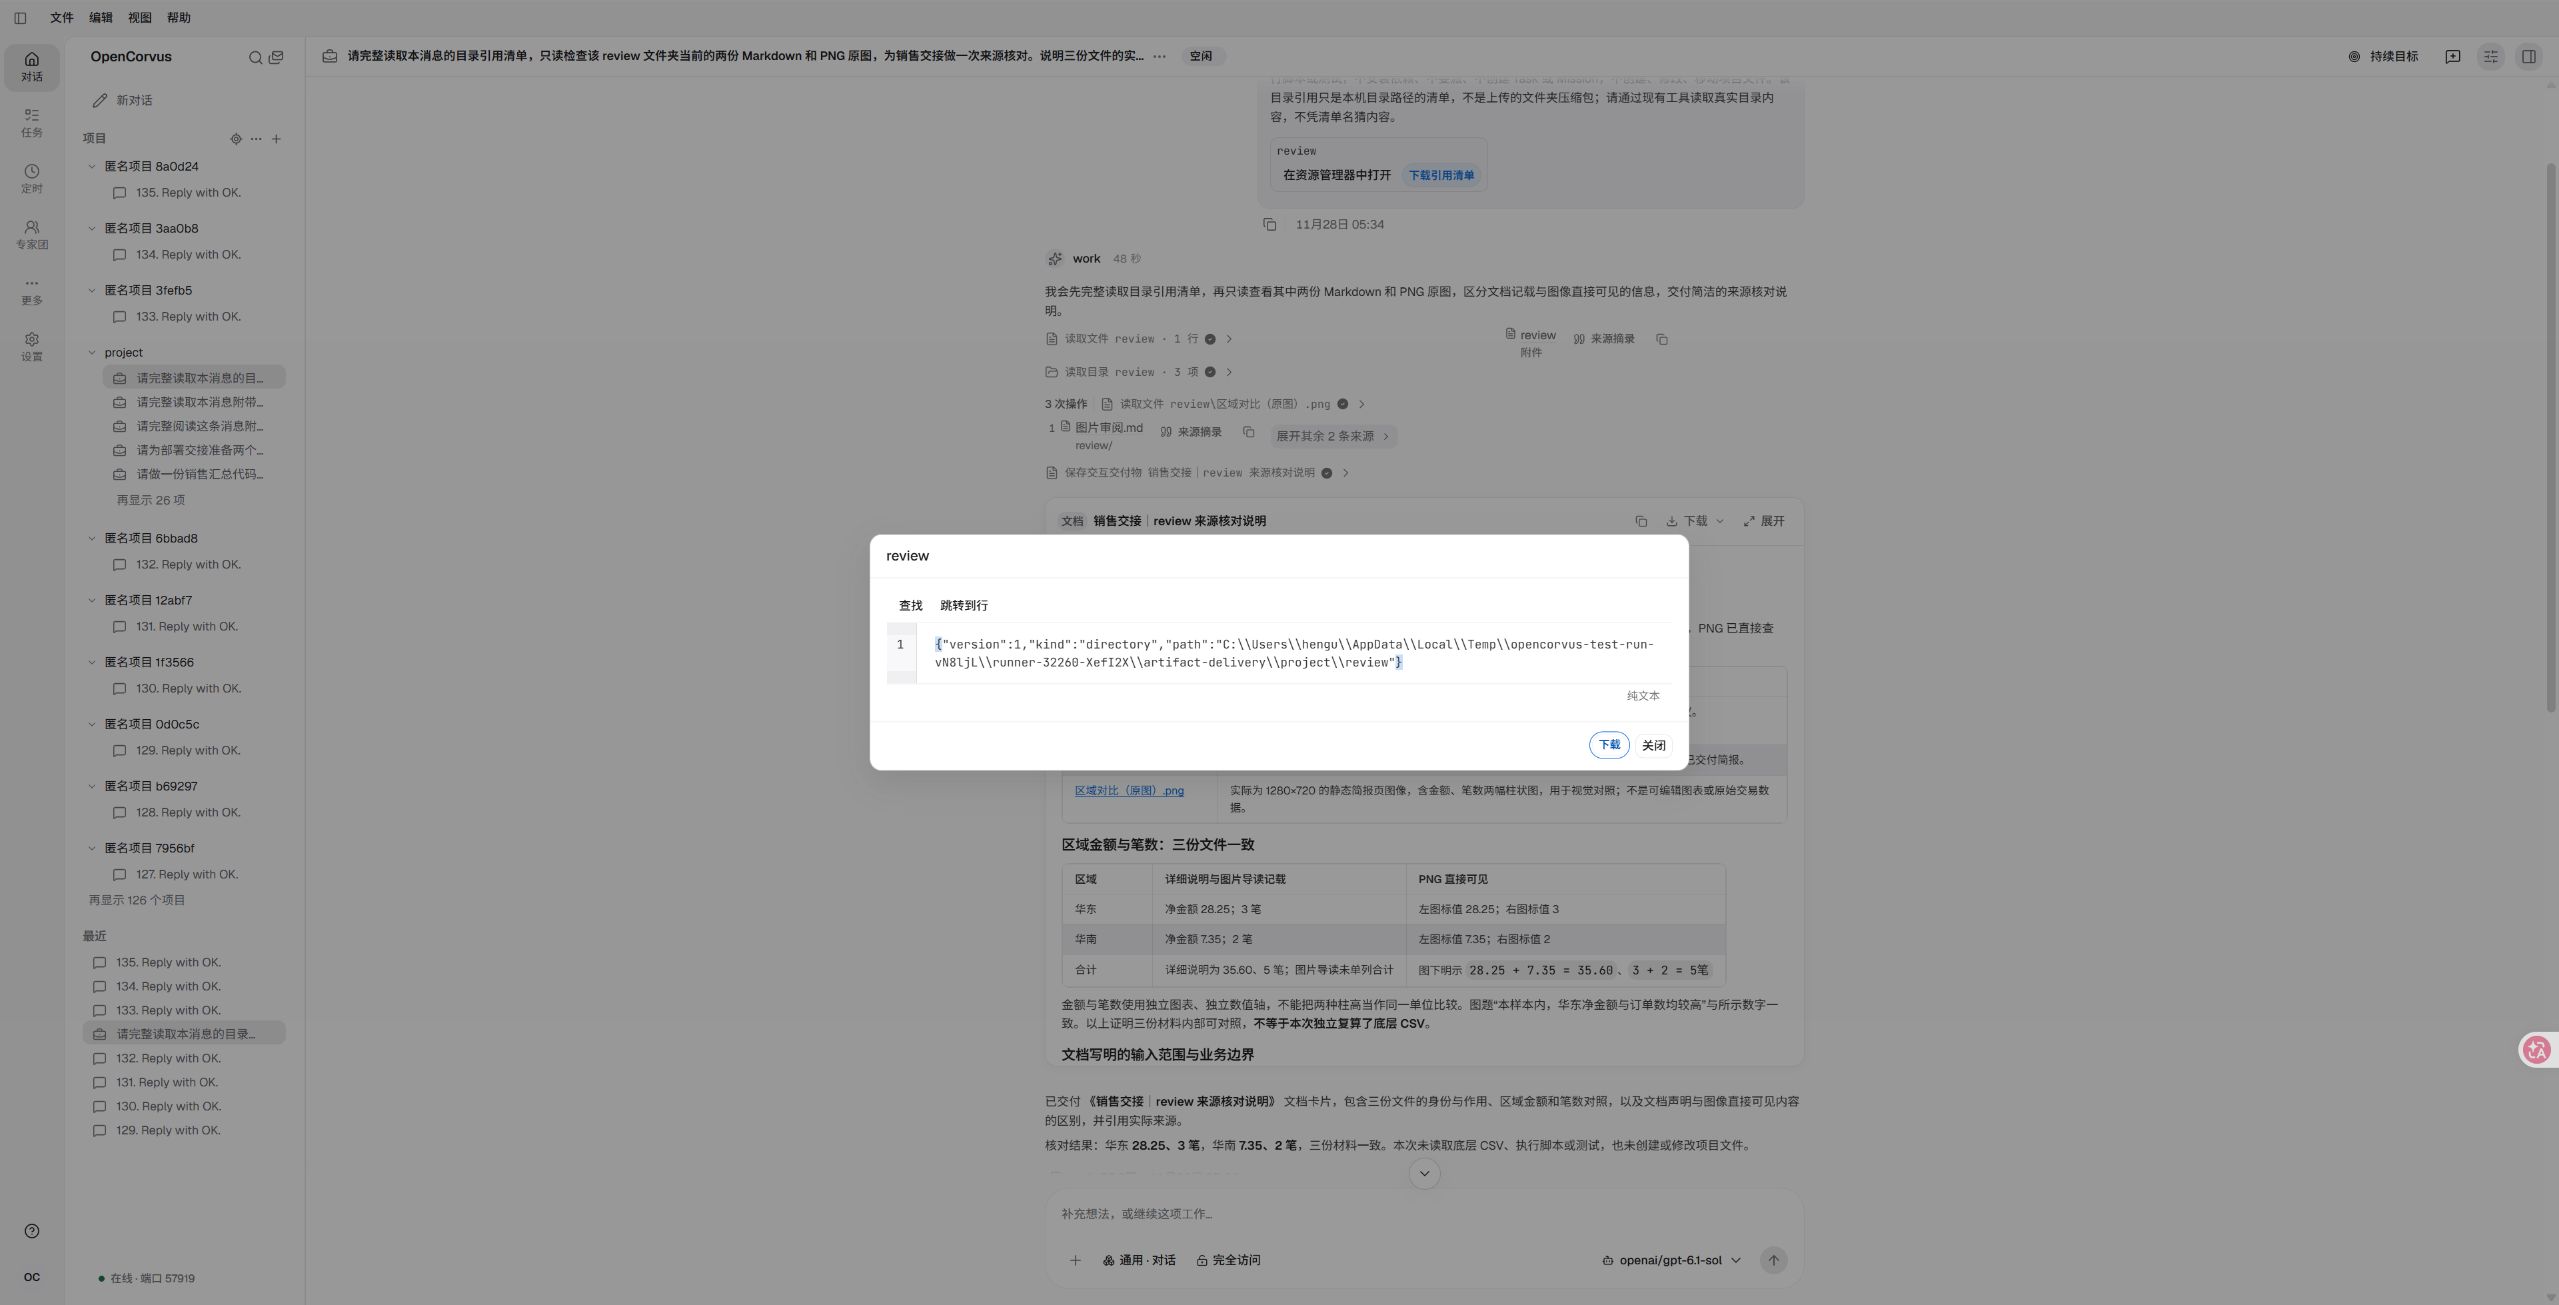 文件 编辑 视图 帮助
对话
任务
定时
专家团
更多
设置
OC
OpenCorvus
新对话
项目
匿名项目 8a0d24
135. Reply with OK.
匿名项目 3aa0b8
134. Reply with OK.
匿名项目 3fefb5
133. Reply with OK.
project
请完整读取本消息的目...
请完整读取本消息附带...
请完整阅读这条消息附...
请为部署交接准备两个...
请做一份销售汇总代码...
再显示 26 项
匿名项目 6bbad8
132. Reply with OK.
匿名项目 12abf7
131. Reply with OK.
匿名项目 1f3566
130. Reply with OK.
匿名项目 0d0c5c
129. Reply with OK.
匿名项目 b69297
128. Reply with OK.
匿名项目 7956bf
127. Reply with OK.
再显示 126 个项目
最近
135. Reply with OK.
134. Reply with OK.
133. Reply with OK.
请完整读取本消息的目录...
132. Reply with OK.
131. Reply with OK.
130. Reply with OK.
129. Reply with OK.
在线 · 端口 57919
请完整读取本消息的目录引用清单，只读检查该 review 文件夹当前的两份 Markdown 和 PNG 原图，为销售交接做一次来源核对。说明三份文件的实... 空闲
持续目标
目录引用只是本机目录路径的清单，不是上传的文件夹压缩包；请通过现有工具读取真实目录内
容，不凭清单名猜内容。
review
在资源管理器中打开 下载引用清单
11月28日 05:34
work 48 秒
我会先完整读取目录引用清单，再只读查看其中两份 Markdown 和 PNG 原图，区分文档记载与图像直接可见的信息，交付简洁的来源核对说
明。
读取文件 review · 1 行
review
附件
来源摘录
读取目录 review · 3 项
3 次操作 读取文件 review\区域对比（原图）.png
1 图片审阅.md
review/
来源摘录
展开其余 2 条来源
保存交互交付物 销售交接｜review 来源核对说明
文档 销售交接｜review 来源核对说明 下载 展开
review
查找 跳转到行
1 {"version":1,"kind":"directory","path":"C:\\Users\\hengu\\AppData\\Local\\Temp\\opencorvus-test-run-
vN8ljL\\runner-32260-XefI2X\\artifact-delivery\\project\\review"}
纯文本
下载 关闭
，PNG 已直接查
已交付简报。
区域对比（原图）.png 实际为 1280×720 的静态简报页图像，含金额、笔数两幅柱状图，用于视觉对照；不是可编辑图表或原始交易数
据。
区域金额与笔数：三份文件一致
区域 详细说明与图片导读记载 PNG 直接可见
华东 净金额 28.25；3 笔 左图标值 28.25；右图标值 3
华南 净金额 7.35；2 笔 左图标值 7.35；右图标值 2
合计 详细说明为 35.60、5 笔；图片导读未单列合计 图下明示 28.25 + 7.35 = 35.60、3 + 2 = 5笔
金额与笔数使用独立图表、独立数值轴，不能把两种柱高当作同一单位比较。图题“本样本内，华东净金额与订单数均较高”与所示数字一
致。以上证明三份材料内部可对照，不等于本次独立复算了底层 CSV。
文档写明的输入范围与业务边界
已交付《销售交接｜review 来源核对说明》文档卡片，包含三份文件的身份与作用、区域金额和笔数对照，以及文档声明与图像直接可见内容
的区别，并引用实际来源。
核对结果：华东 28.25、3 笔，华南 7.35、2 笔，三份材料一致。本次未读取底层 CSV、执行脚本或测试，也未创建或修改项目文件。
补充想法，或继续这项工作...
通用 · 对话 完全访问 openai/gpt-6.1-sol